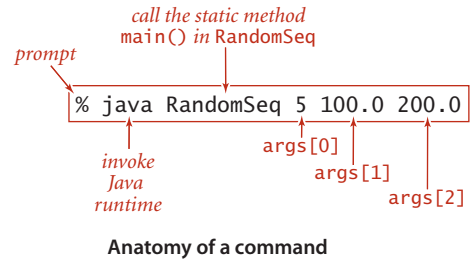 call the static method
main() in RandomSeq
prompt
% java RandomSeq 5 100.0 200.0
invoke
Java
runtime
args[0]
args[1]
args[2]
Anatomy of a command